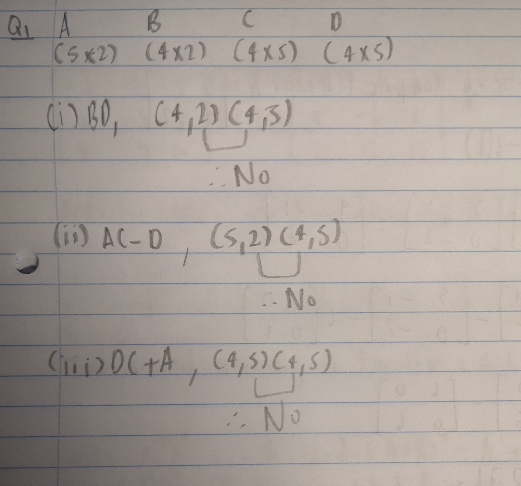 Q1 A B C D
(5×2) (4×2) (4×5) (4×5)
(i) BD, (4,2)(4,5)
∴ No
(ii) AC-D, (5,2)(4,5)
∴ No
(iii) DC+A, (4,5)(4,5)
∴ No